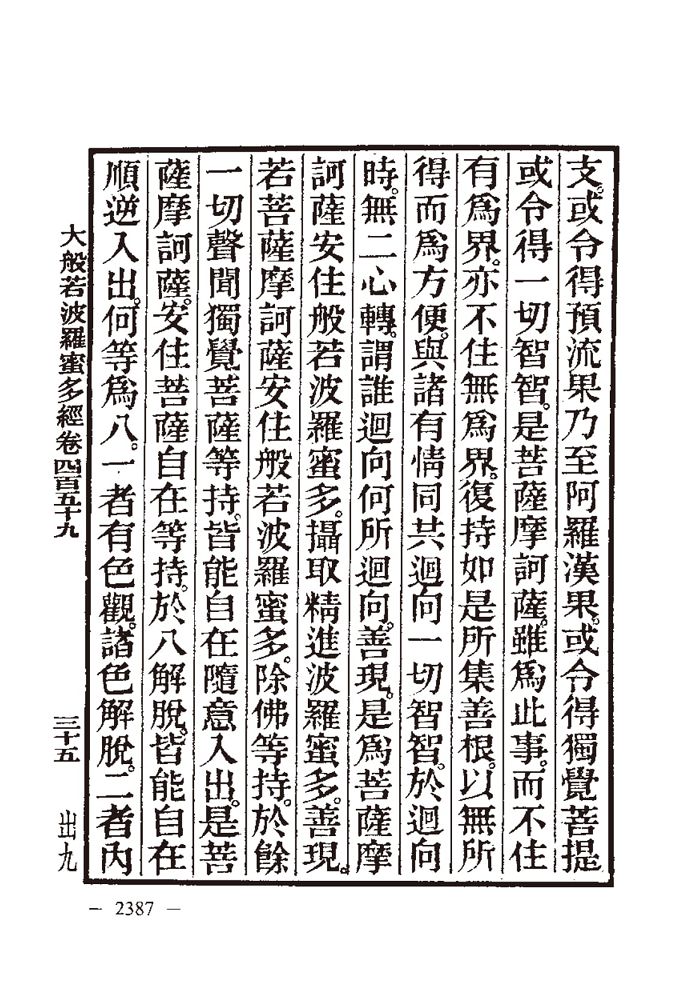 支。或令得預流果乃至阿羅漢果。或令得獨覺菩提
或令得一切智智。是菩薩摩訶薩。雖爲此事。而不住
有爲界。亦不住無爲界。復持如是所集善根。以無所
得而爲方便。與諸有情同共迴向一切智智。於迴向
時。無二心轉。謂誰迴向何所迴向。善現。是爲菩薩摩
訶薩安住般若波羅蜜多。攝取精進波羅蜜多。善現。
若菩薩摩訶薩安住般若波羅蜜多。除佛等持。於餘
一切聲聞獨覺菩薩等持。皆能自在隨意入出。是菩
薩摩訶薩。安住菩薩自在等持。於八解脫。皆能自在
順逆入出。何等爲八。一者有色觀。諸色解脫。二者內
大般若波羅蜜多經卷四百五十九 三十五 出九
— 2387 —